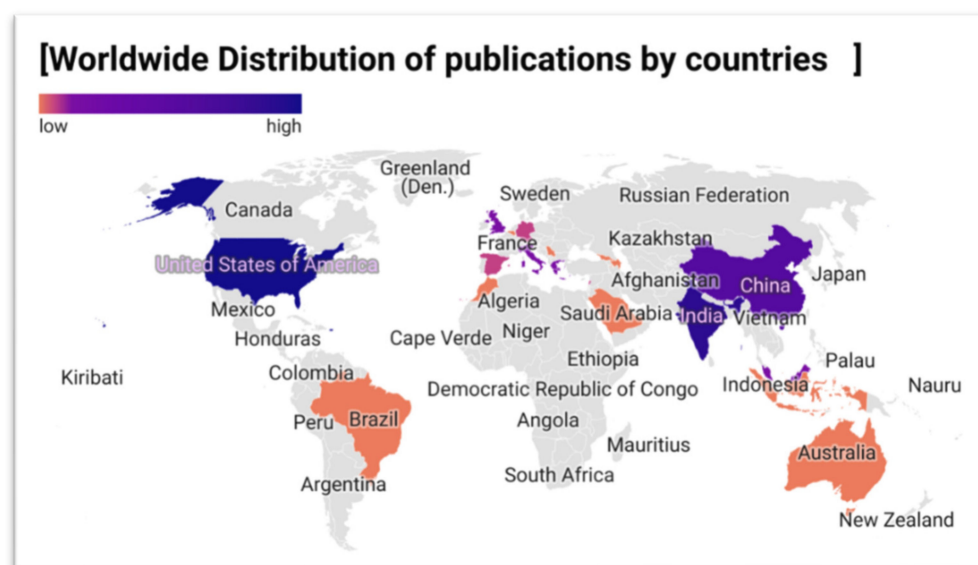 [Worldwide Distribution of publications by countries ]
low high
Greenland
(Den.)
Sweden
Russian Federation
Canada
France
Kazakhstan
United States of America
Afghanistan
China
Japan
Mexico
Algeria
Saudi Arabia
India
Vietnam
Honduras
Cape Verde
Niger
Ethiopia
Palau
Kiribati
Colombia
Democratic Republic of Congo
Indonesia
Nauru
Peru
Brazil
Angola
Mauritius
Australia
Argentina
South Africa
New Zealand